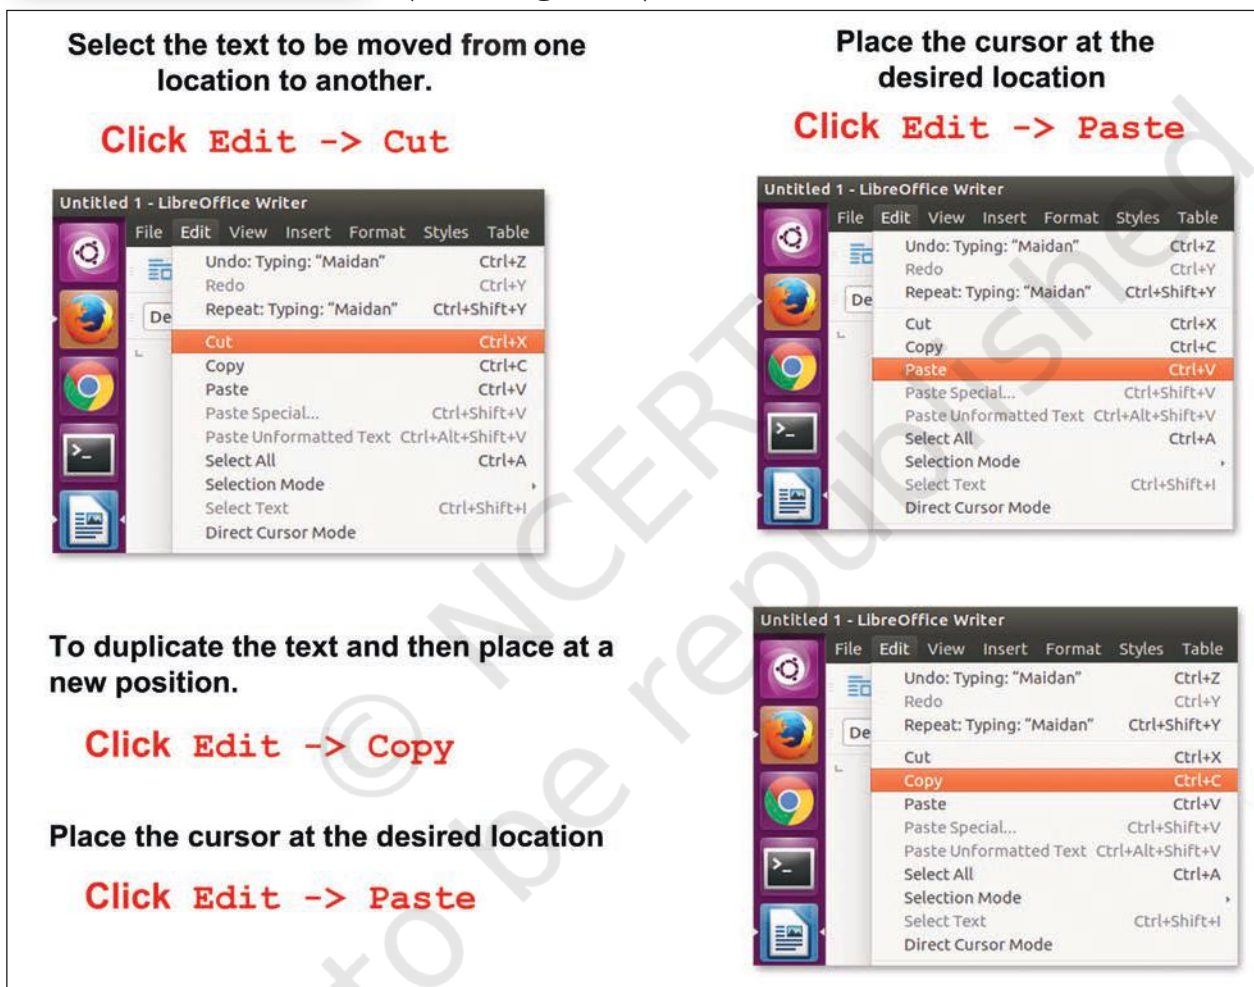 Select the text to be moved from one
location to another.
Click Edit -> Cut
Untitled 1 - LibreOffice Writer
File Edit View Insert Format Styles Table
Undo: Typing: “Maidan” Ctrl+Z
Redo Ctrl+Y
Repeat: Typing: “Maidan” Ctrl+Shift+Y
De
Cut Ctrl+X
Copy Ctrl+C
Paste Ctrl+V
Paste Special... Ctrl+Shift+V
Paste Unformatted Text Ctrl+Alt+Shift+V
Select All Ctrl+A
Selection Mode
Select Text Ctrl+Shift+I
Direct Cursor Mode
Place the cursor at the
desired location
Click Edit -> Paste
Untitled 1 - LibreOffice Writer
File Edit View Insert Format Styles Table
Undo: Typing: “Maidan” Ctrl+Z
Redo Ctrl+Y
Repeat: Typing: “Maidan” Ctrl+Shift+Y
De
Cut Ctrl+X
Copy Ctrl+C
Paste Ctrl+V
Paste Special... Ctrl+Shift+V
Paste Unformatted Text Ctrl+Alt+Shift+V
Select All Ctrl+A
Selection Mode
Select Text Ctrl+Shift+I
Direct Cursor Mode
To duplicate the text and then place at a
new position.
Click Edit -> Copy
Place the cursor at the desired location
Click Edit -> Paste
Untitled 1 - LibreOffice Writer
File Edit View Insert Format Styles Table
Undo: Typing: “Maidan” Ctrl+Z
Redo Ctrl+Y
Repeat: Typing: “Maidan” Ctrl+Shift+Y
De
Cut Ctrl+X
Copy Ctrl+C
Paste Ctrl+V
Paste Special... Ctrl+Shift+V
Paste Unformatted Text Ctrl+Alt+Shift+V
Select All Ctrl+A
Selection Mode
Select Text Ctrl+Shift+I
Direct Cursor Mode
© NCERT
to be republished